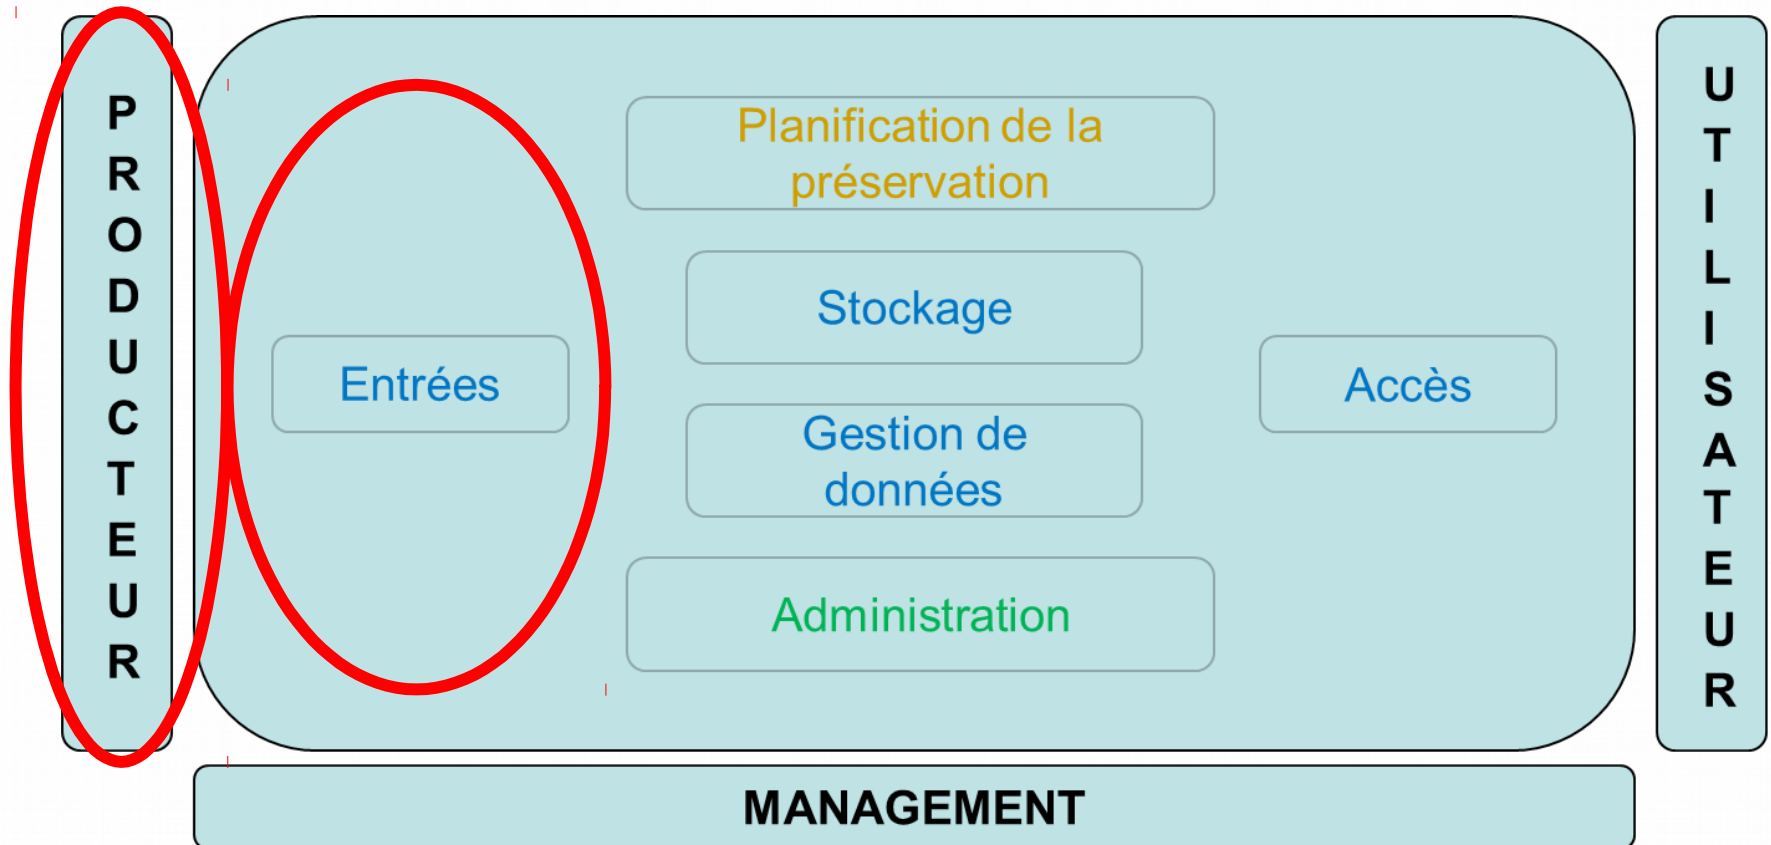 PRODUCTEUR
Planification de la
préservation
Stockage
Entrées
Gestion de
données
Accès
Administration
UTILISATEUR
MANAGEMENT